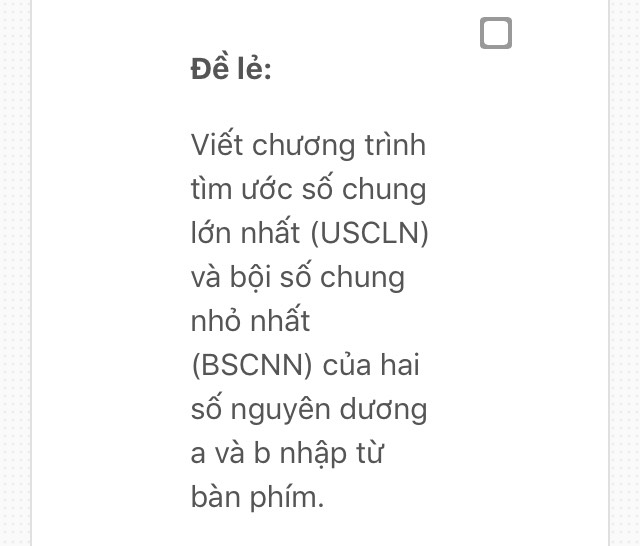 Đề lẻ:
Viết chương trình
tìm ước số chung
lớn nhất (USCLN)
và bội số chung
nhỏ nhất
(BSCNN) của hai
số nguyên dương
a và b nhập từ
bàn phím.